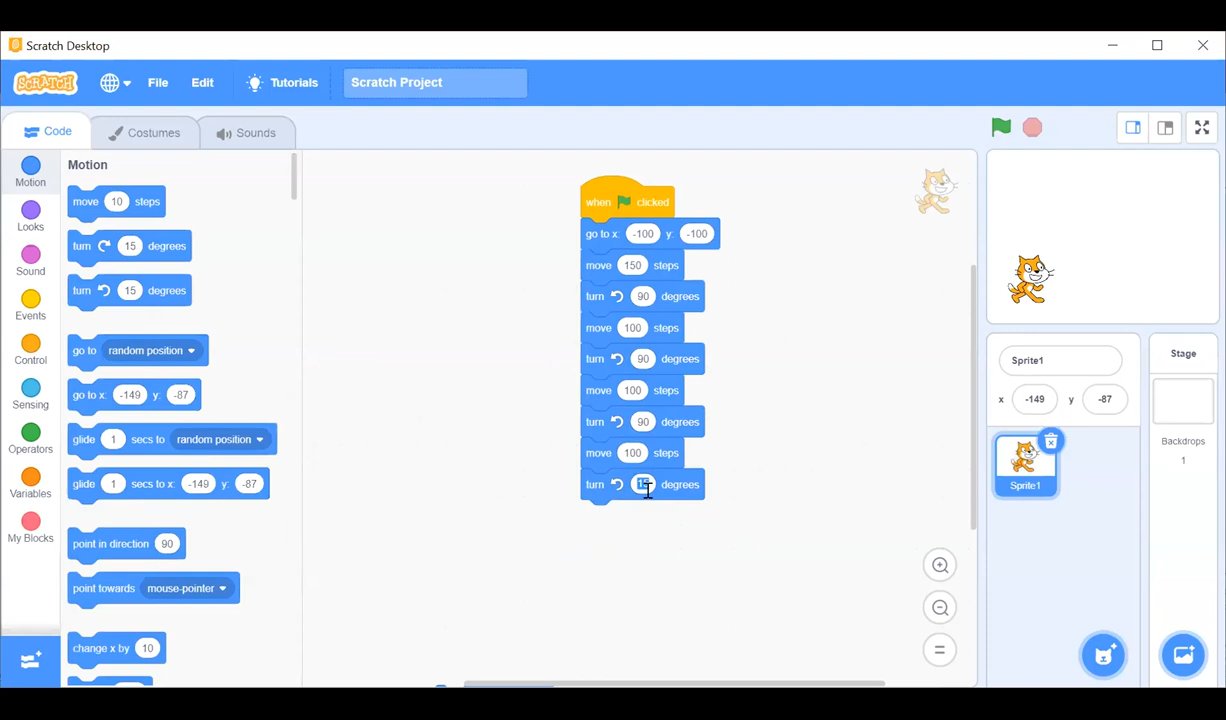 Scratch Desktop
SCRATCH
File
Edit
Tutorials
Scratch Project
Code
Costumes
Sounds
Motion
Looks
Sound
Events
Control
Sensing
Operators
Variables
My Blocks
Motion
move 10 steps
turn 15 degrees
turn 15 degrees
go to random position
go to x: -149 y: -87
glide 1 secs to random position
glide 1 secs to x: -149 y: -87
point in direction 90
point towards mouse-pointer
change x by 10
when clicked
go to x: -100 y: -100
move 150 steps
turn 90 degrees
move 100 steps
turn 90 degrees
move 100 steps
turn 90 degrees
move 100 steps
turn degrees
Sprite1
x -149 y -87
Sprite1
Stage
Backdrops
1